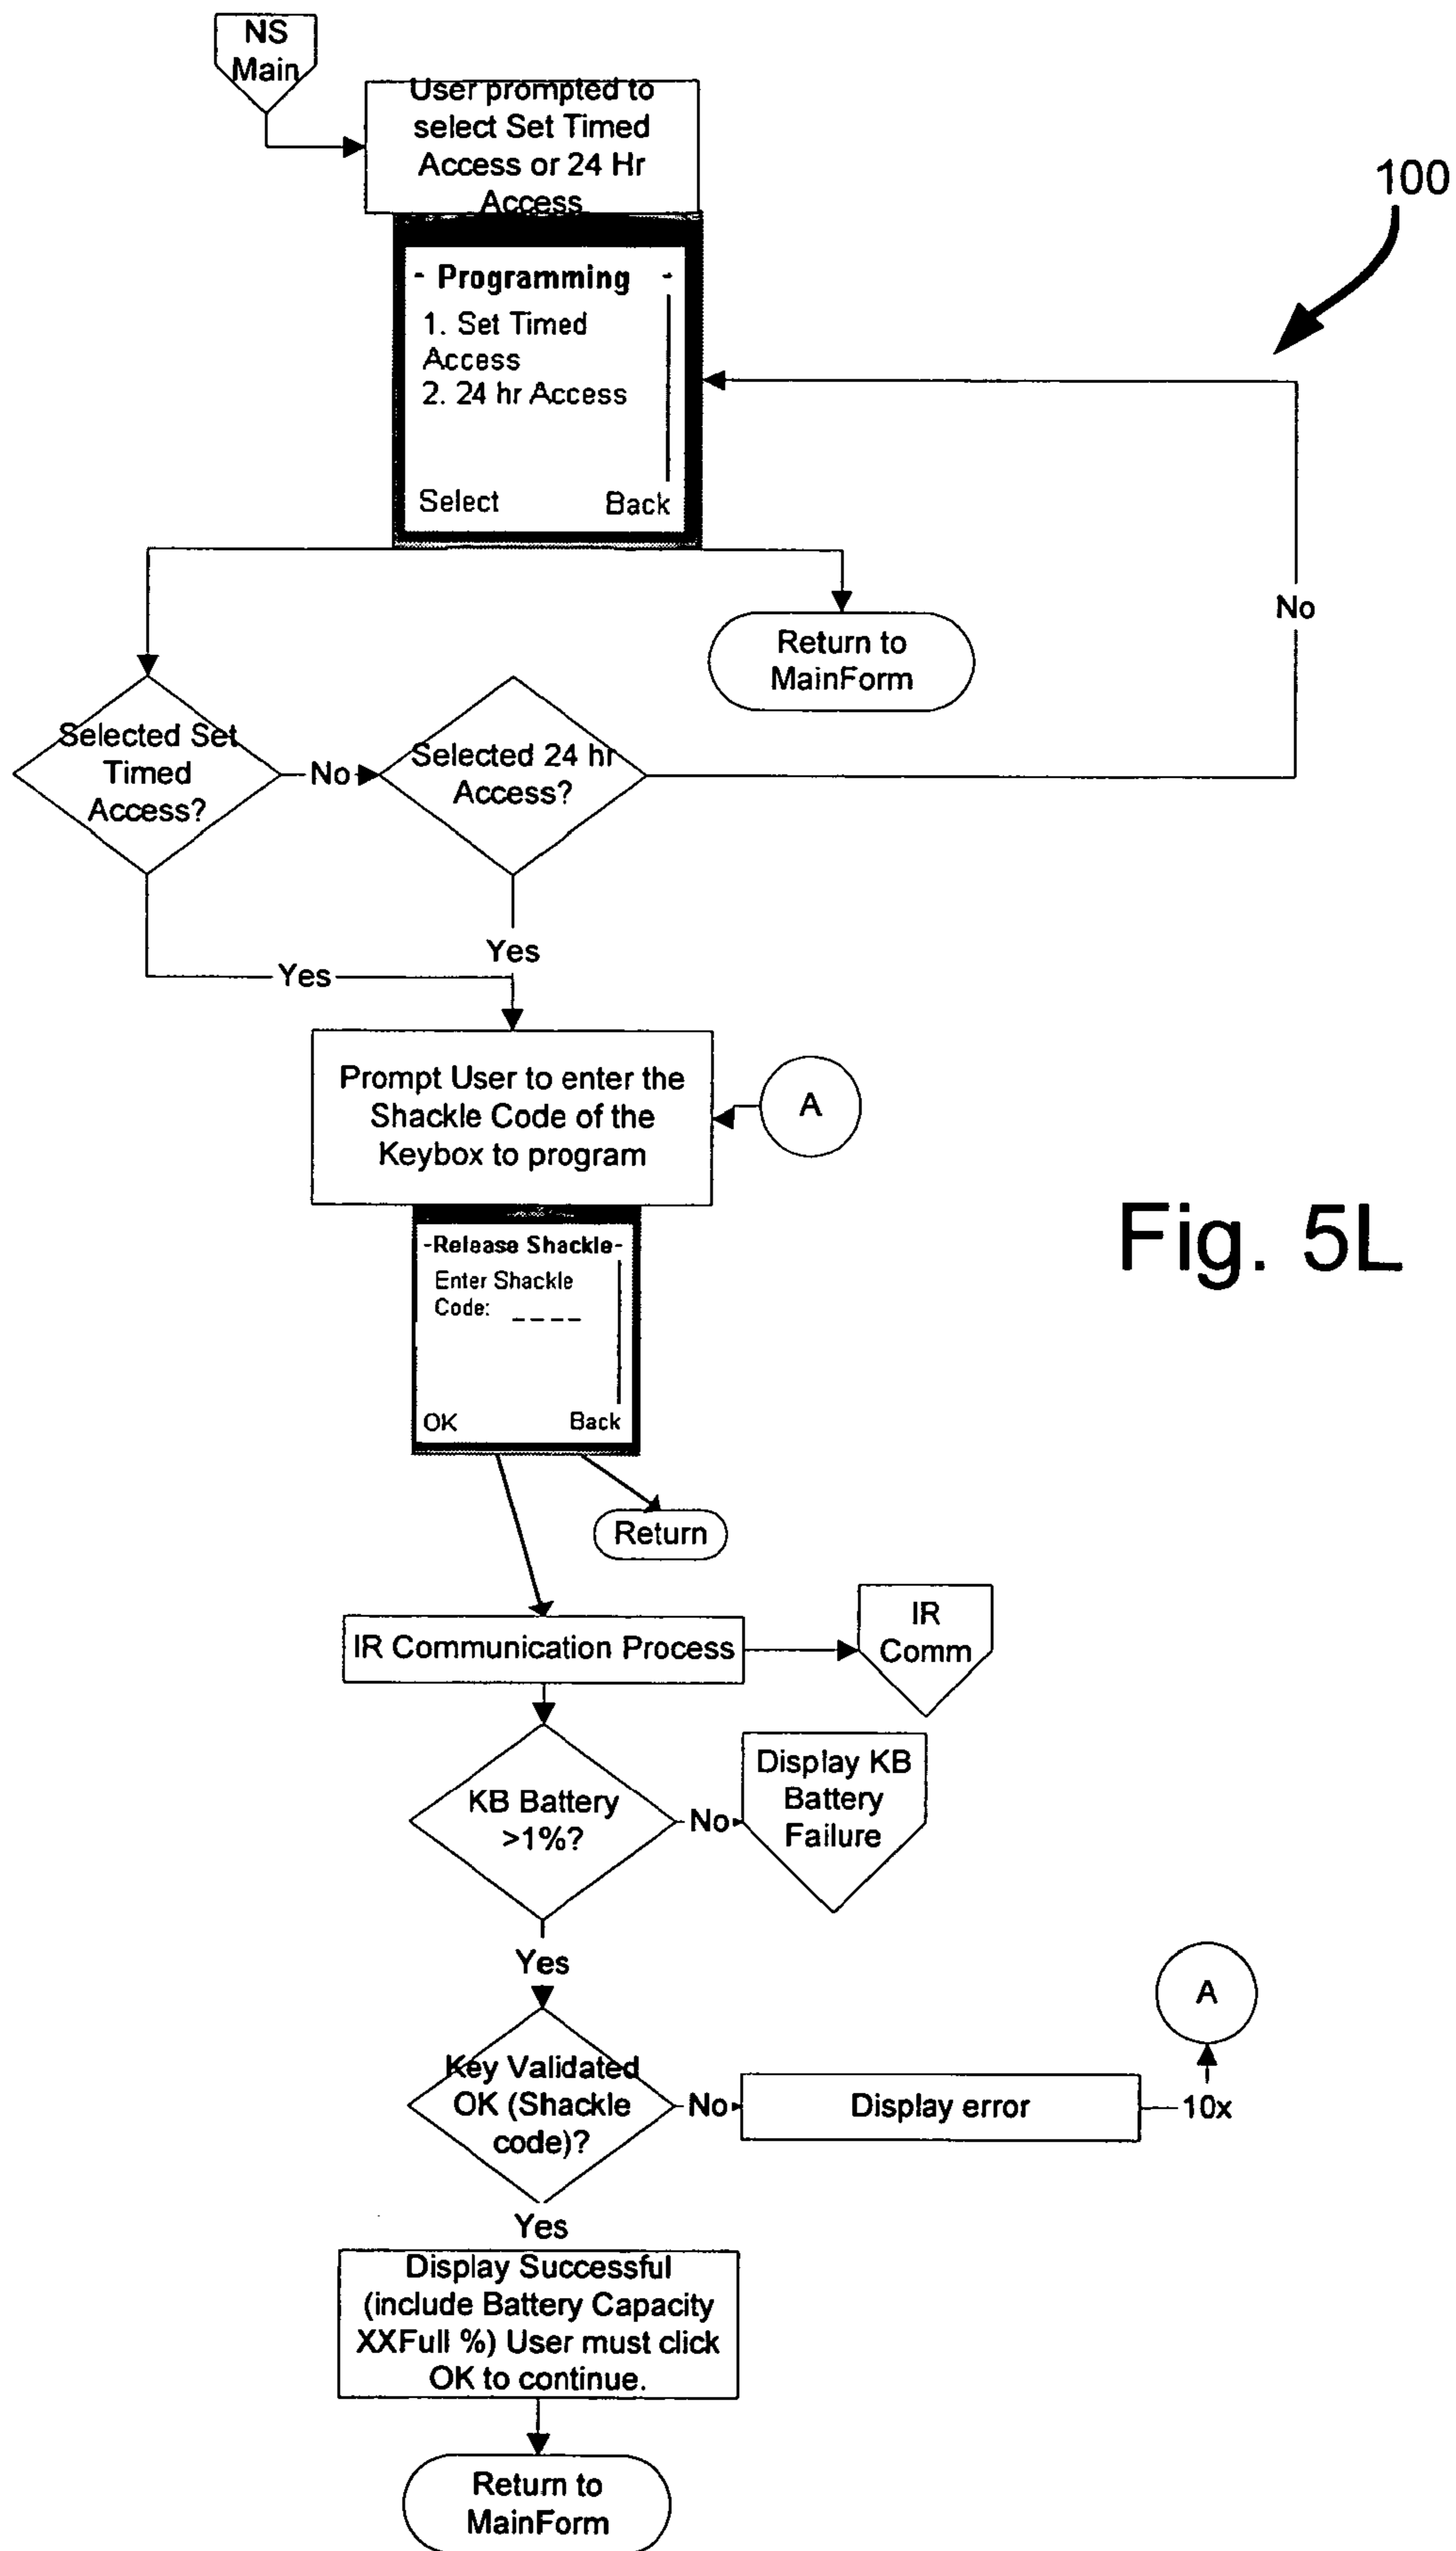 NS
Main
User prompted to
select Set Timed
Access or 24 Hr
Access
100
- Programming -
1. Set Timed
Access
2. 24 hr Access
Select Back
No
Return to
MainForm
Selected Set
Timed
Access?
No
Selected 24 hr
Access?
Yes
Yes
Prompt User to enter the
Shackle Code of the
Keybox to program
A
Fig. 5L
-Release Shackle-
Enter Shackle
Code: _ _ _ _
OK Back
Return
IR Communication Process
IR
Comm
KB Battery
>1%?
No
Display KB
Battery
Failure
Yes
A
Key Validated
OK (Shackle
code)?
No
Display error
10x
Yes
Display Successful
(include Battery Capacity
XXFull %) User must click
OK to continue.
Return to
MainForm